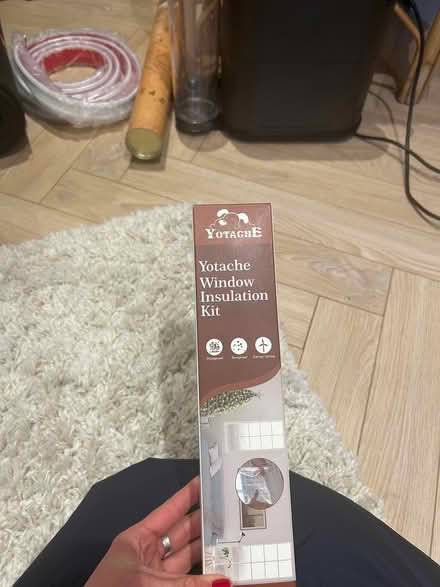 YOTACHE
Yotache
Window
Insulation
Kit